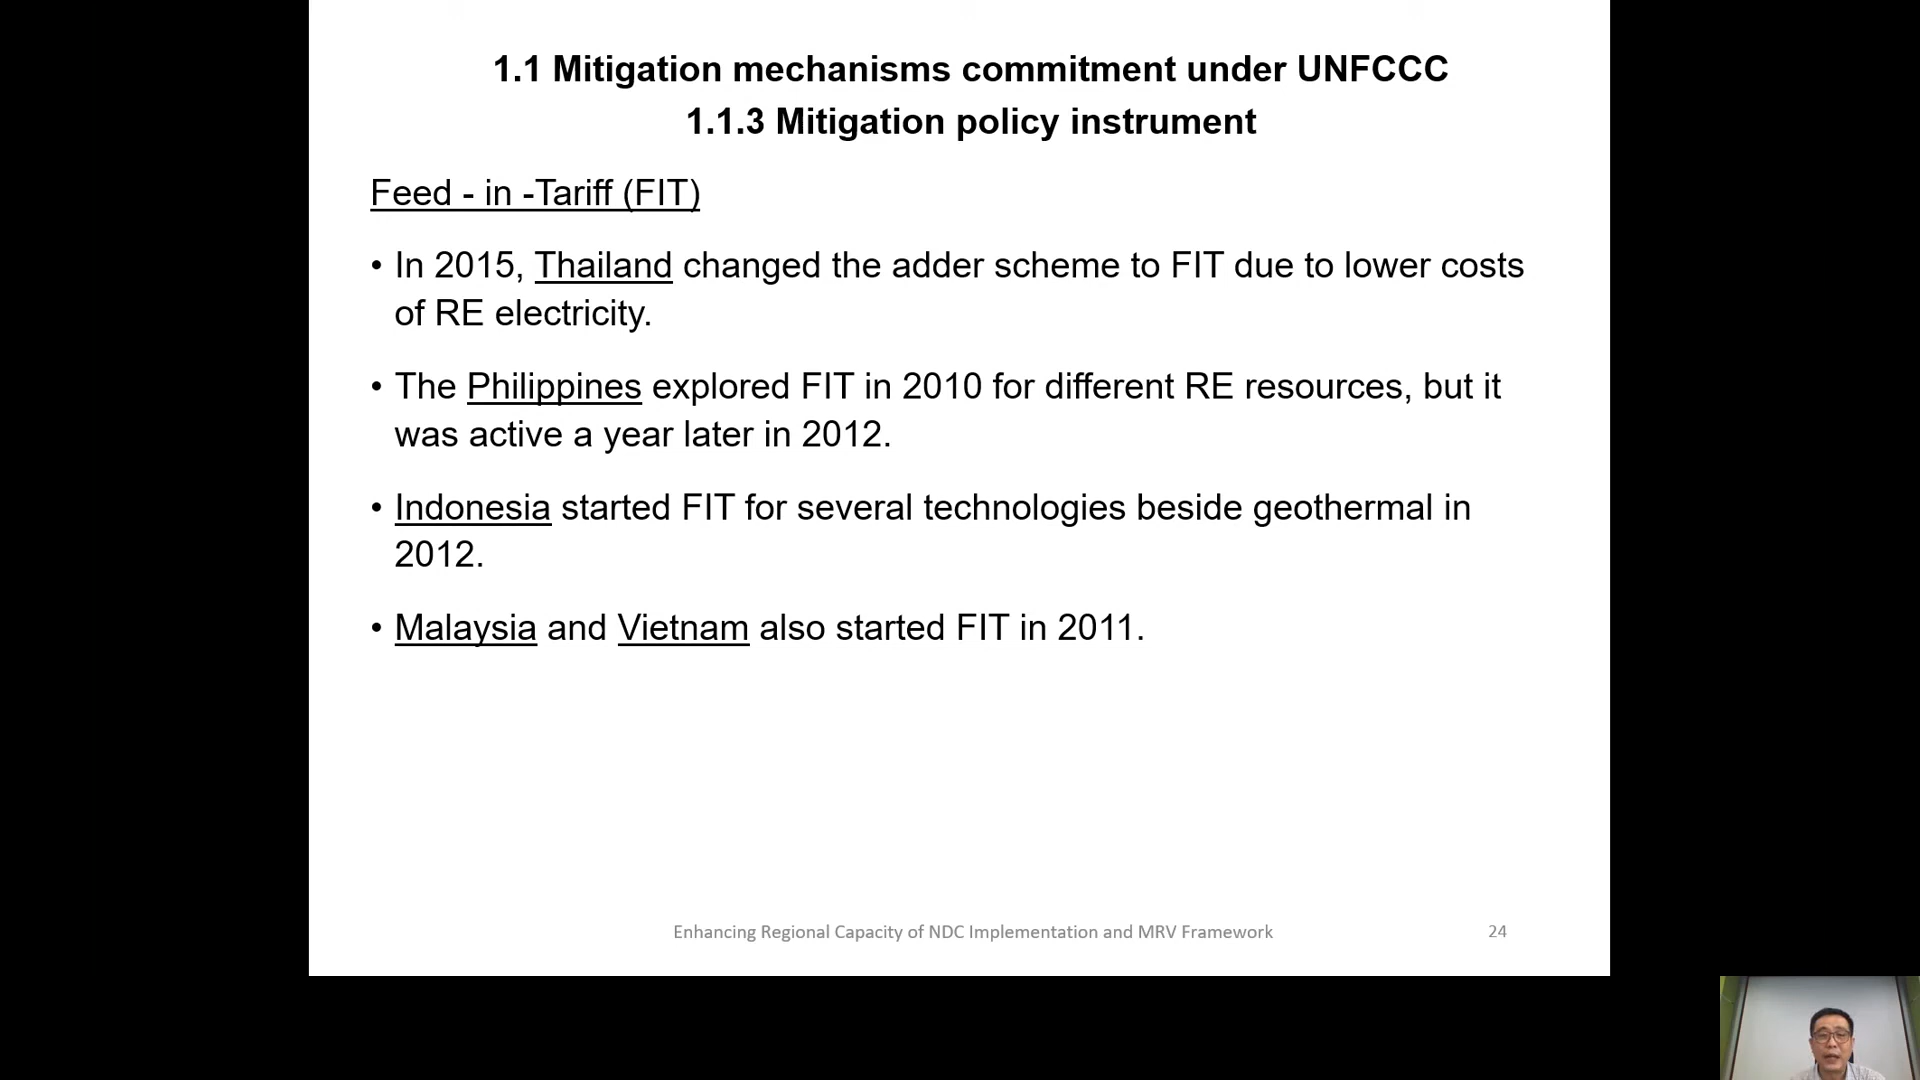 1.1 Mitigation mechanisms commitment under UNFCCC
1.1.3 Mitigation policy instrument
Feed - in -Tariff (FIT)
• In 2015, Thailand changed the adder scheme to FIT due to lower costs
of RE electricity.
• The Philippines explored FIT in 2010 for different RE resources, but it
was active a year later in 2012.
• Indonesia started FIT for several technologies beside geothermal in
2012.
• Malaysia and Vietnam also started FIT in 2011.
Enhancing Regional Capacity of NDC Implementation and MRV Framework 24